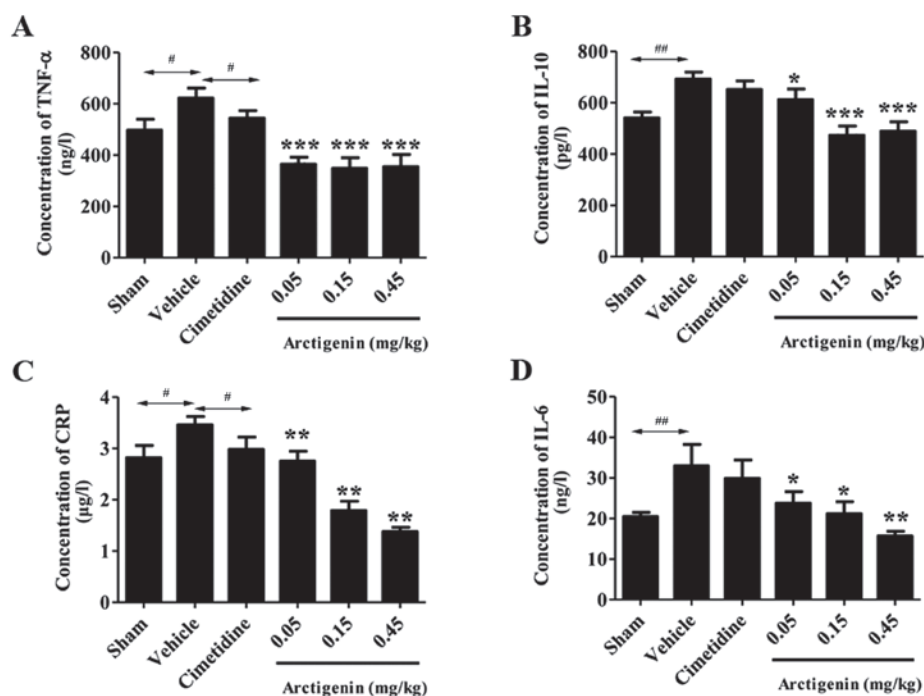 A
Concentration of TNF-α
(ng/l)
800
600
400
200
0
#
#
***
***
***
Sham
Vehicle
Cimetidine
0.05
0.15
0.45
Arctigenin (mg/kg)
B
Concentration of IL-10
(pg/l)
800
600
400
200
0
##
*
***
***
Sham
Vehicle
Cimetidine
0.05
0.15
0.45
Arctigenin (mg/kg)
C
Concentration of CRP
(μg/l)
4
3
2
1
0
#
#
**
**
**
Sham
Vehicle
Cimetidine
0.05
0.15
0.45
Arctigenin (mg/kg)
D
Concentration of IL-6
(ng/l)
50
40
30
20
10
0
##
*
*
**
Sham
Vehicle
Cimetidine
0.05
0.15
0.45
Arctigenin (mg/kg)